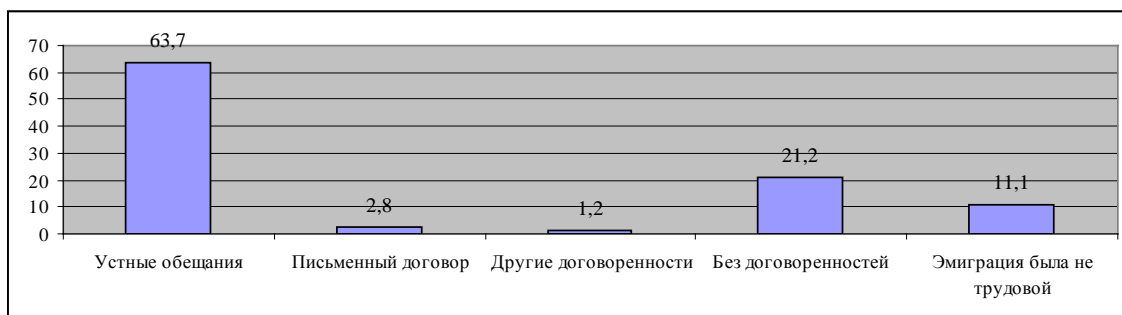 63,7
2,8
1,2
21,2
11,1
70
60
50
40
30
20
10
0
Устные обещания
Письменный договор
Другие договоренности
Без договоренностей
Эмиграция была не
трудовой